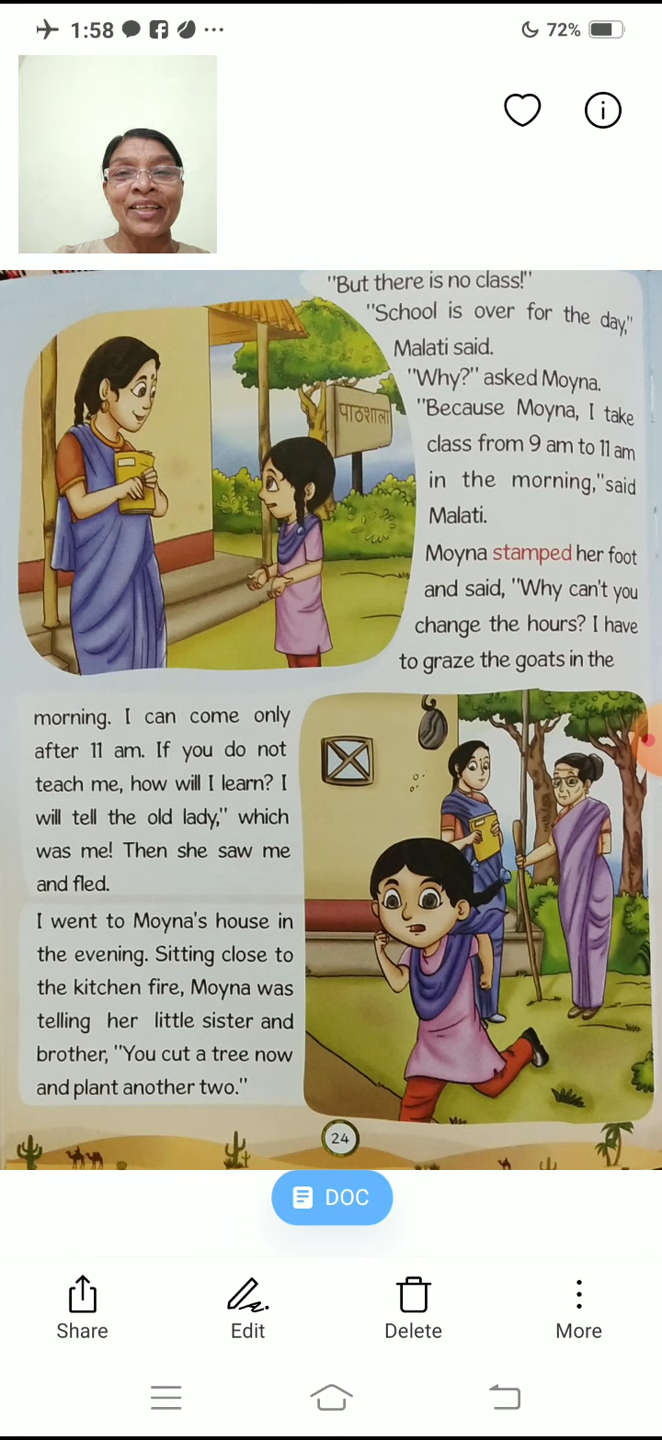 1:58
72%
"But there is no class!"
"School is over for the day,"
Malati said.
"Why?" asked Moyna.
"Because Moyna, I take
class from 9 am to 11 am
in the morning,"said
Malati.
Moyna stamped her foot
and said, "Why can't you
change the hours? I have
to graze the goats in the
पाठशाला
morning. I can come only
after 11 am. If you do not
teach me, how will I learn? I
will tell the old lady," which
was me! Then she saw me
and fled.
I went to Moyna's house in
the evening. Sitting close to
the kitchen fire, Moyna was
telling her little sister and
brother, "You cut a tree now
and plant another two."
24
DOC
Share
Edit
Delete
More